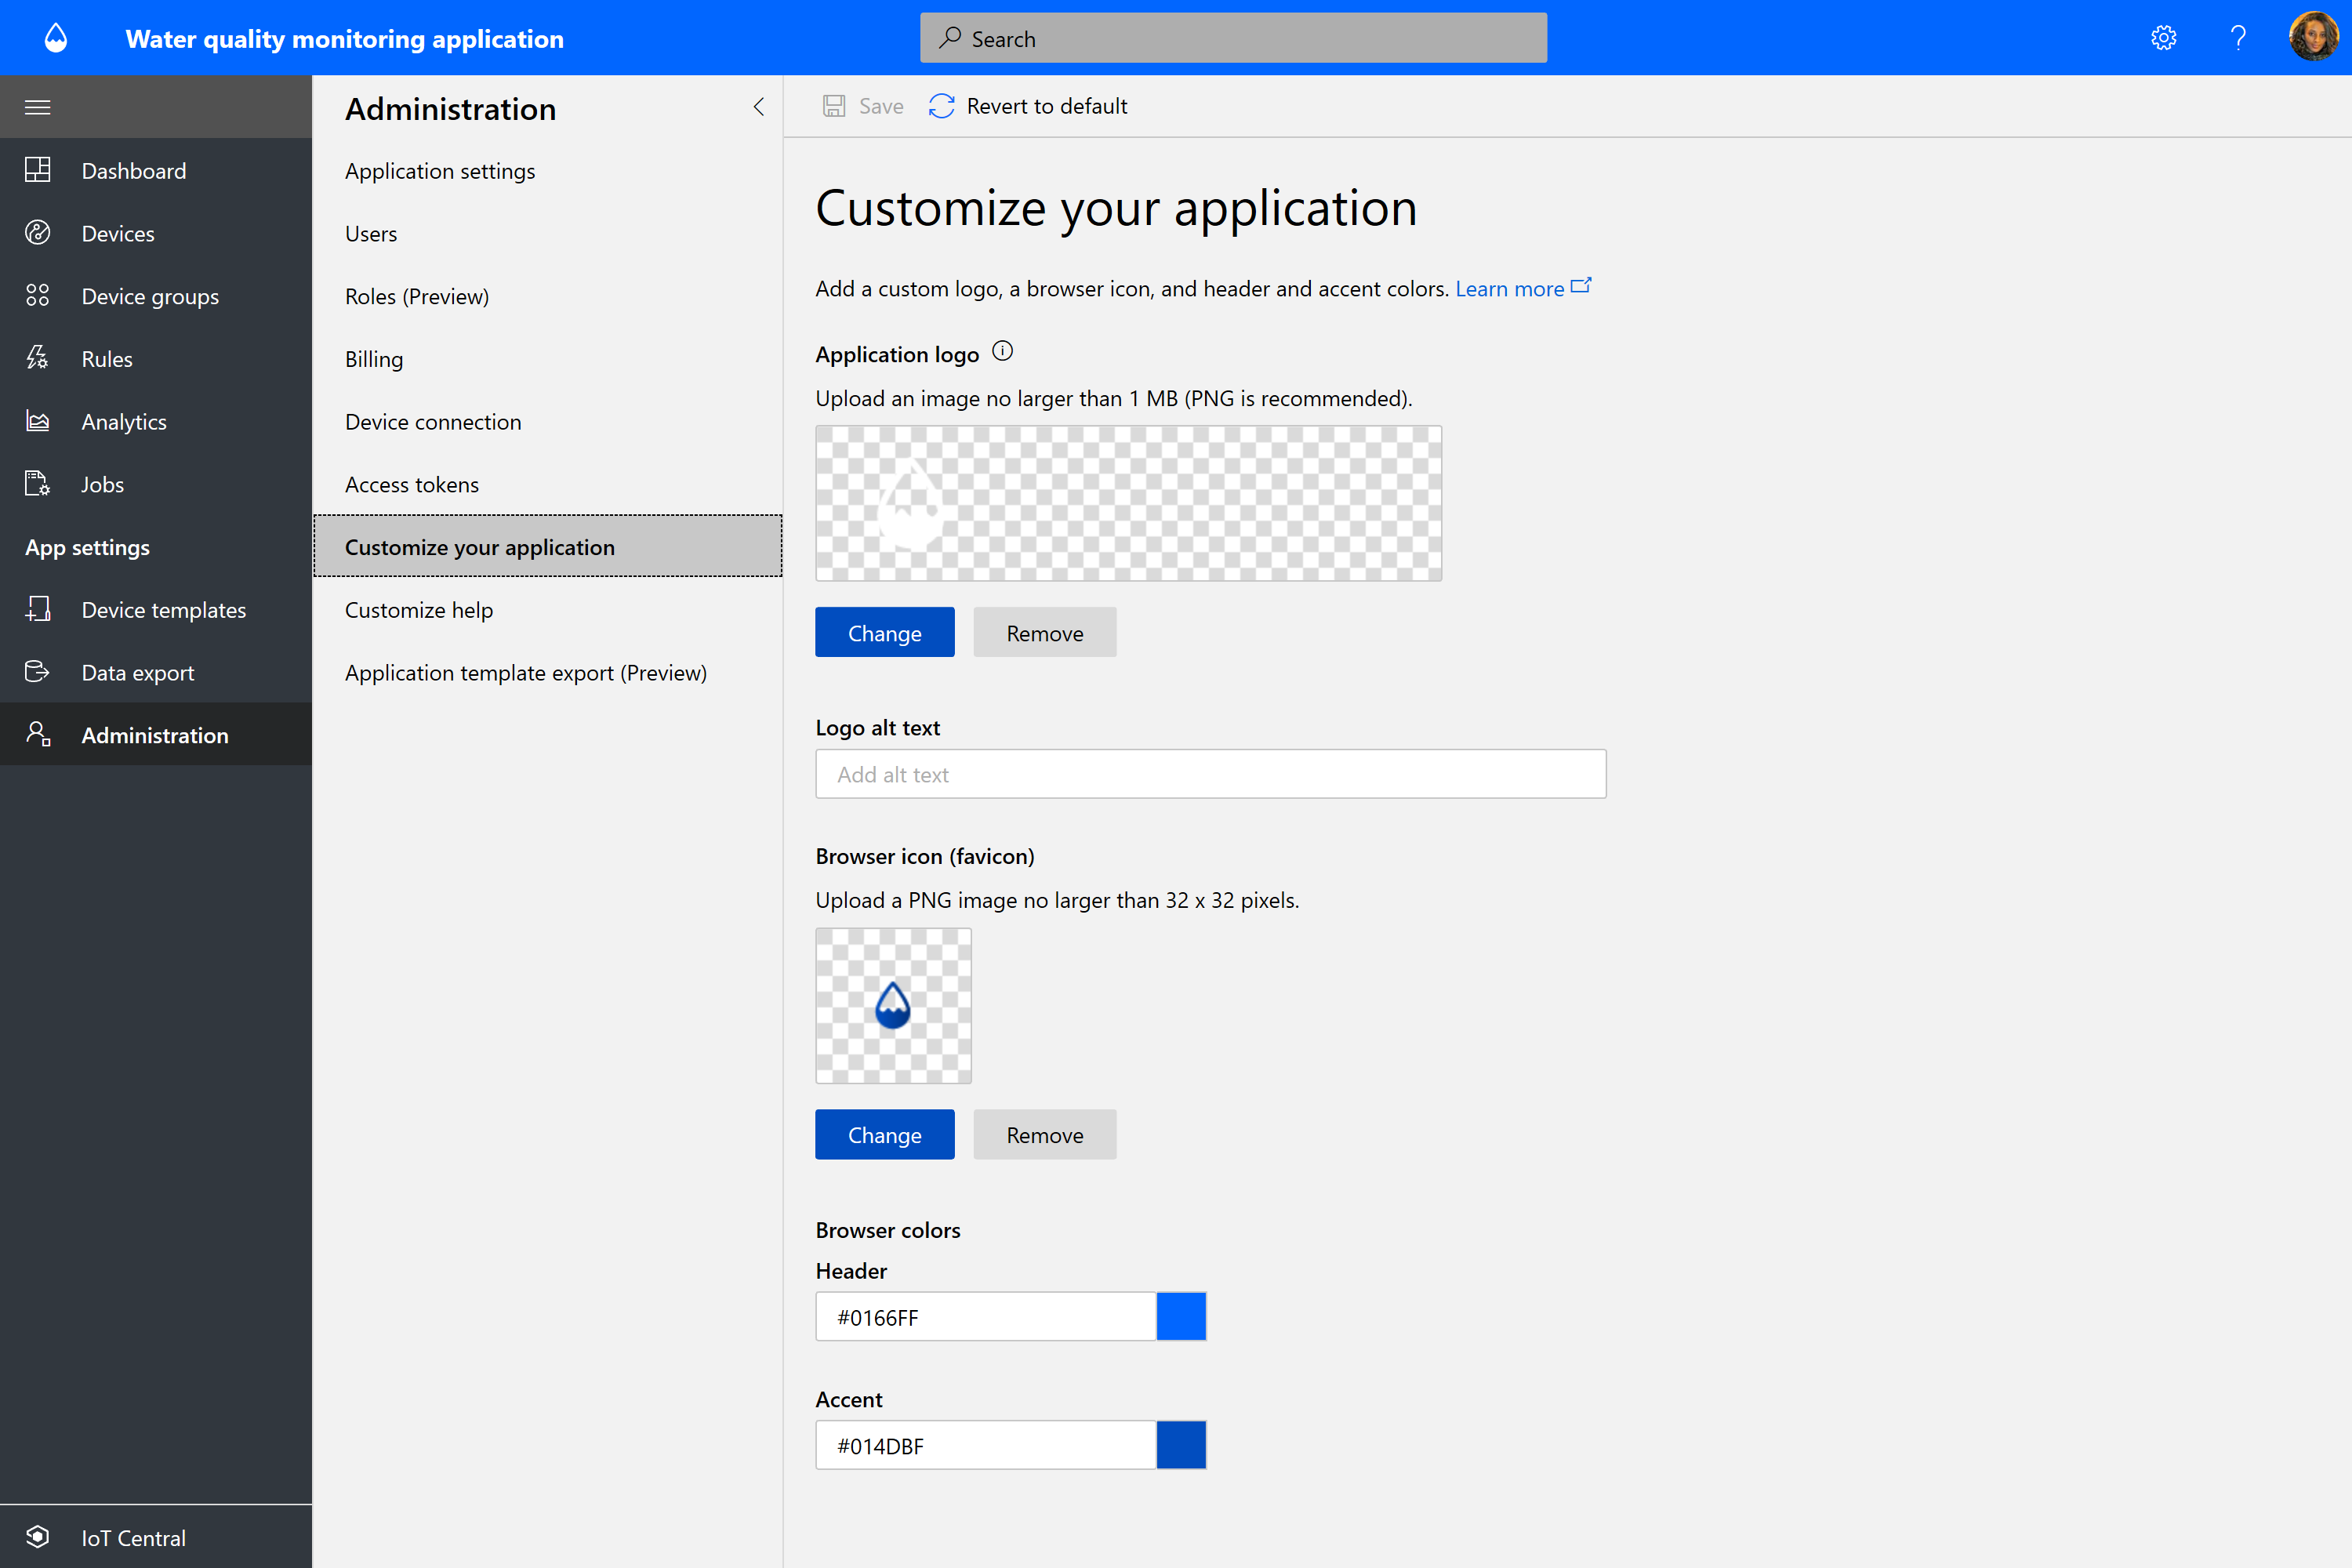 Water quality monitoring application
Search
Dashboard
Devices
Device groups
Rules
Analytics
Jobs
App settings
Device templates
Data export
Administration
IoT Central
Administration
Application settings
Users
Roles (Preview)
Billing
Device connection
Access tokens
Customize your application
Customize help
Application template export (Preview)
Save
Revert to default
Customize your application
Add a custom logo, a browser icon, and header and accent colors. Learn more
Application logo
Upload an image no larger than 1 MB (PNG is recommended).
Change
Remove
Logo alt text
Add alt text
Browser icon (favicon)
Upload a PNG image no larger than 32 x 32 pixels.
Change
Remove
Browser colors
Header
#0166FF
Accent
#014DBF